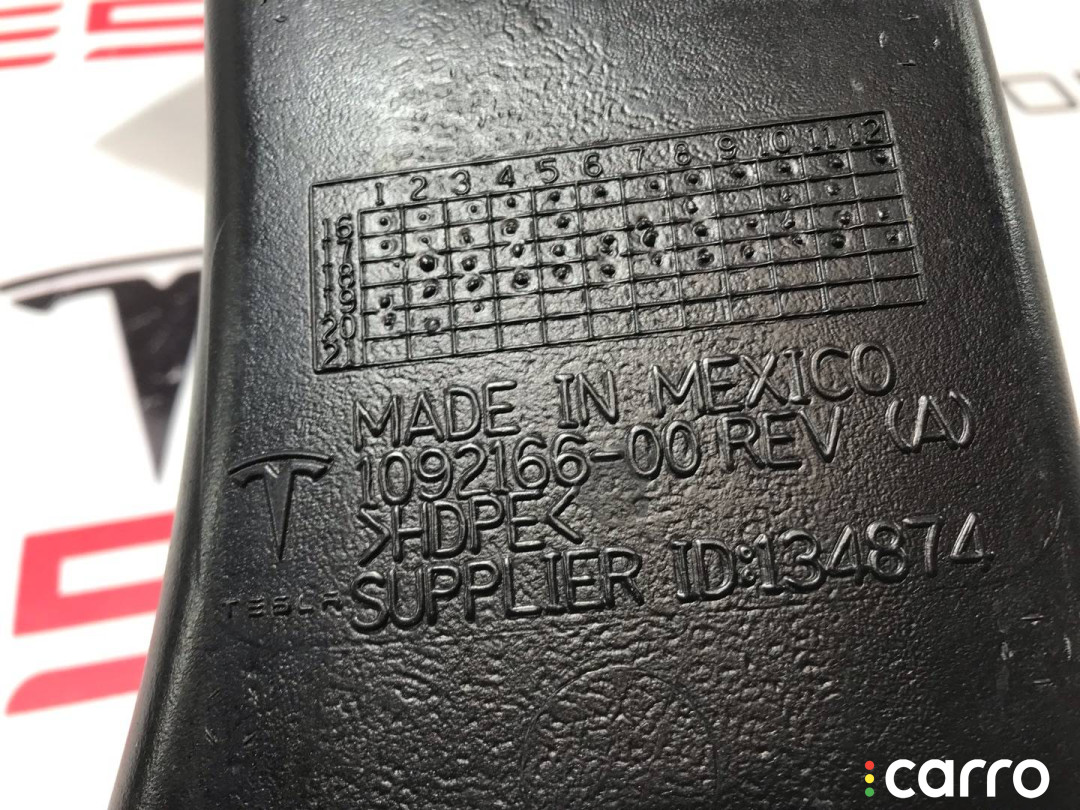 1 2 3 4 5 6 7 8 9 10 11 12
16
17
18
19
20
21
MADE IN MEXICO
1092166-00 REV (A)
>HDPE<
SUPPLIER ID:134874
TESLA
carro